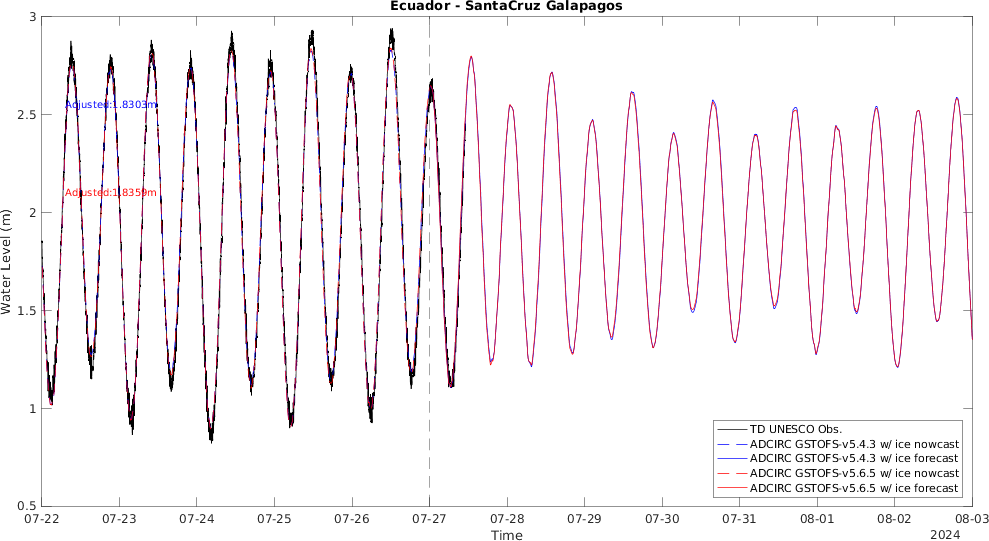 Ecuador - SantaCruz Galapagos
3
2.5
2
1.5
1
0.5
Water Level (m)
Adjusted:1.8303m
Adjusted:1.8359m
TD UNESCO Obs.
ADCIRC GSTOFS-v5.4.3 w/ ice nowcast
ADCIRC GSTOFS-v5.4.3 w/ ice forecast
ADCIRC GSTOFS-v5.6.5 w/ ice nowcast
ADCIRC GSTOFS-v5.6.5 w/ ice forecast
07-22 07-23 07-24 07-25 07-26 07-27 07-28 07-29 07-30 07-31 08-01 08-02 08-03
Time
2024